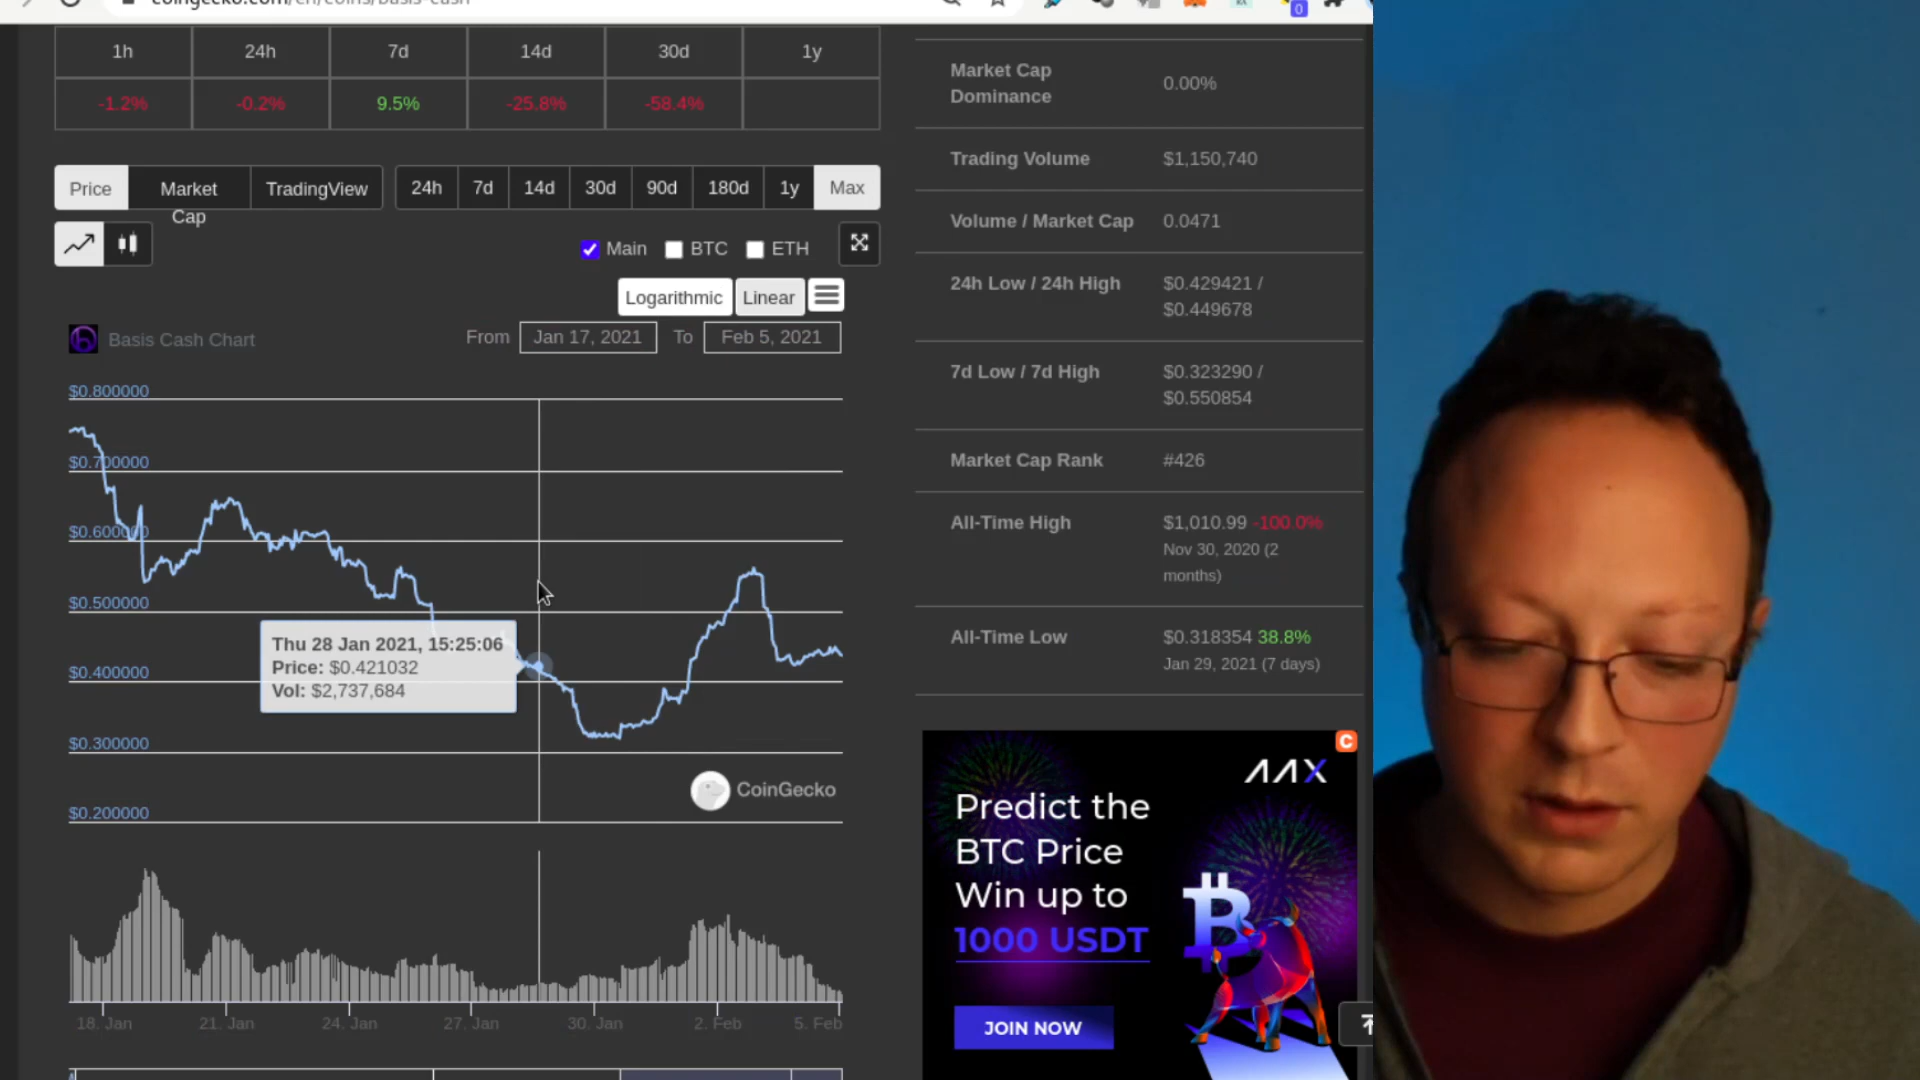 coingecko.com/en/coins/basis-cash
0
1h 24h 7d 14d 30d 1y
-1.2% -0.2% 9.5% -25.8% -58.4%
Price Market Cap TradingView 24h 7d 14d 30d 90d 180d 1y Max
Main BTC ETH
Logarithmic Linear
Basis Cash Chart From Jan 17, 2021 To Feb 5, 2021
$0.800000
$0.700000
$0.600000
$0.500000
$0.400000
$0.300000
$0.200000
Thu 28 Jan 2021, 15:25:06
Price: $0.421032
Vol: $2,737,684
CoinGecko
18. Jan 21. Jan 24. Jan 27. Jan 30. Jan 2. Feb 5. Feb
Market Cap
Dominance
0.00%
Trading Volume $1,150,740
Volume / Market Cap 0.0471
24h Low / 24h High $0.429421 /
$0.449678
7d Low / 7d High $0.323290 /
$0.550854
Market Cap Rank #426
All-Time High $1,010.99 -100.0%
Nov 30, 2020 (2
months)
All-Time Low $0.318354 38.8%
Jan 29, 2021 (7 days)
C
AAX
Predict the
BTC Price
Win up to
1000 USDT
JOIN NOW